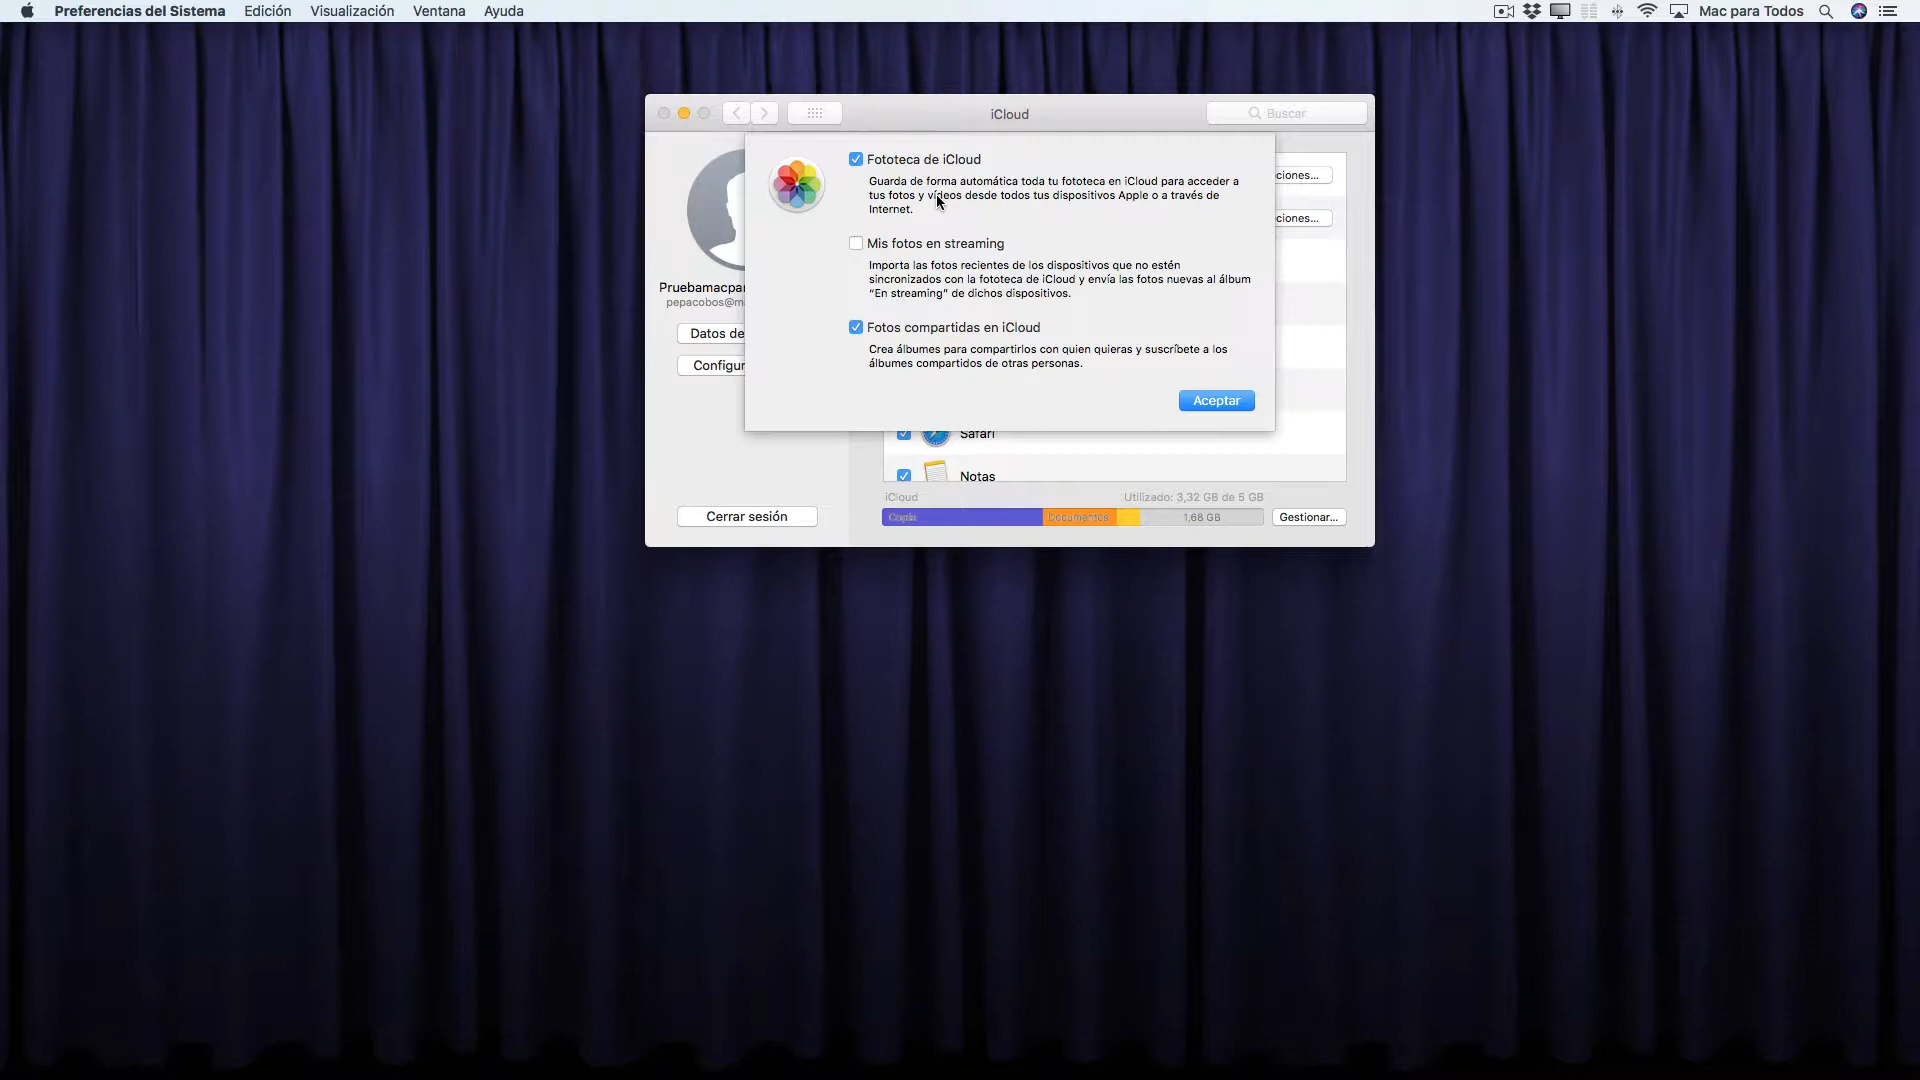 Preferencias del Sistema Edición Visualización Ventana Ayuda Mac para Todos
iCloud Buscar
Fototeca de iCloud
Guarda de forma automática toda tu fototeca en iCloud para acceder a
tus fotos y vídeos desde todos tus dispositivos Apple o a través de
Internet.
ciones...
ciones...
Mis fotos en streaming
Importa las fotos recientes de los dispositivos que no estén
sincronizados con la fototeca de iCloud y envía las fotos nuevas al álbum
“En streaming” de dichos dispositivos.
Pruebamacpar
pepacobos@m
Fotos compartidas en iCloud
Datos de
Crea álbumes para compartirlos con quien quieras y suscríbete a los
álbumes compartidos de otras personas.
Configur
Aceptar
Safari
Notas
iCloud Utilizado: 3,32 GB de 5 GB
Cerrar sesión Copia Documentos 1,68 GB Gestionar...